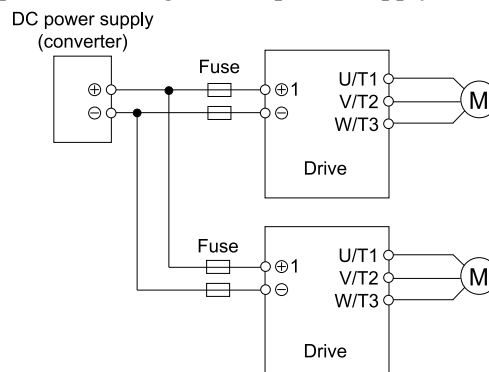 DC power supply
(converter)
⊕
⊖
Fuse
⊕1
⊖
U/T1
V/T2
W/T3
M
Drive
Fuse
⊕1
⊖
U/T1
V/T2
W/T3
M
Drive